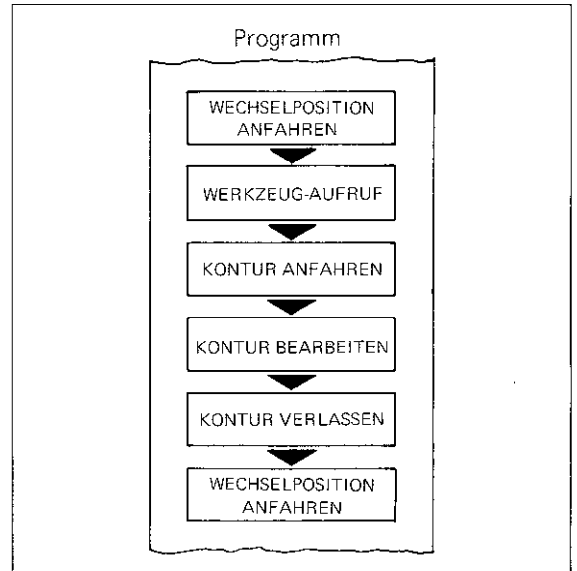 Programm
WECHSELPOSITION
ANFAHREN
WERKZEUG-AUFRUF
KONTUR ANFAHREN
KONTUR BEARBEITEN
KONTUR VERLASSEN
WECHSELPOSITION
ANFAHREN